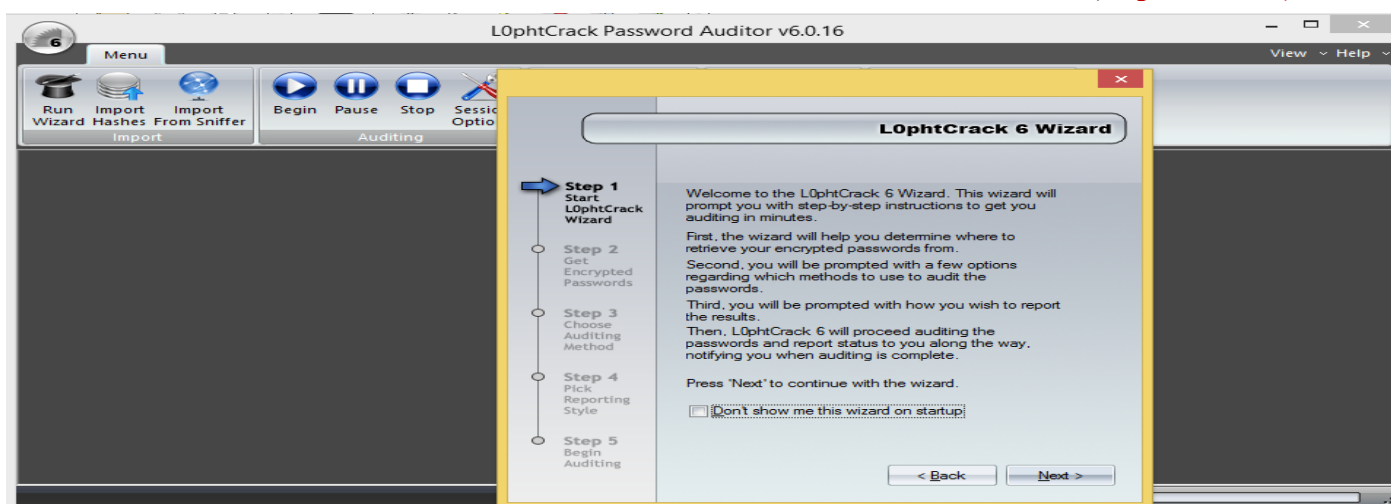 L0phtCrack Password Auditor v6.0.16
6
Menu
View
Help
Run Wizard
Import Hashes
Import From Sniffer
Import
Begin
Pause
Stop
Auditing
L0phtCrack 6 Wizard
Step 1
Start
L0phtCrack
Wizard
Step 2
Get
Encrypted
Passwords
Step 3
Choose
Auditing
Method
Step 4
Pick
Reporting
Style
Step 5
Begin
Auditing
Welcome to the L0phtCrack 6 Wizard. This wizard will
prompt you with step-by-step instructions to get you
auditing in minutes.
First, the wizard will help you determine where to
retrieve your encrypted passwords from.
Second, you will be prompted with a few options
regarding which methods to use to audit the
passwords.
Third, you will be prompted with how you wish to report
the results.
Then, L0phtCrack 6 will proceed auditing the
passwords and report status to you along the way,
notifying you when auditing is complete.
Press 'Next' to continue with the wizard.
Don't show me this wizard on startup
< Back
Next >